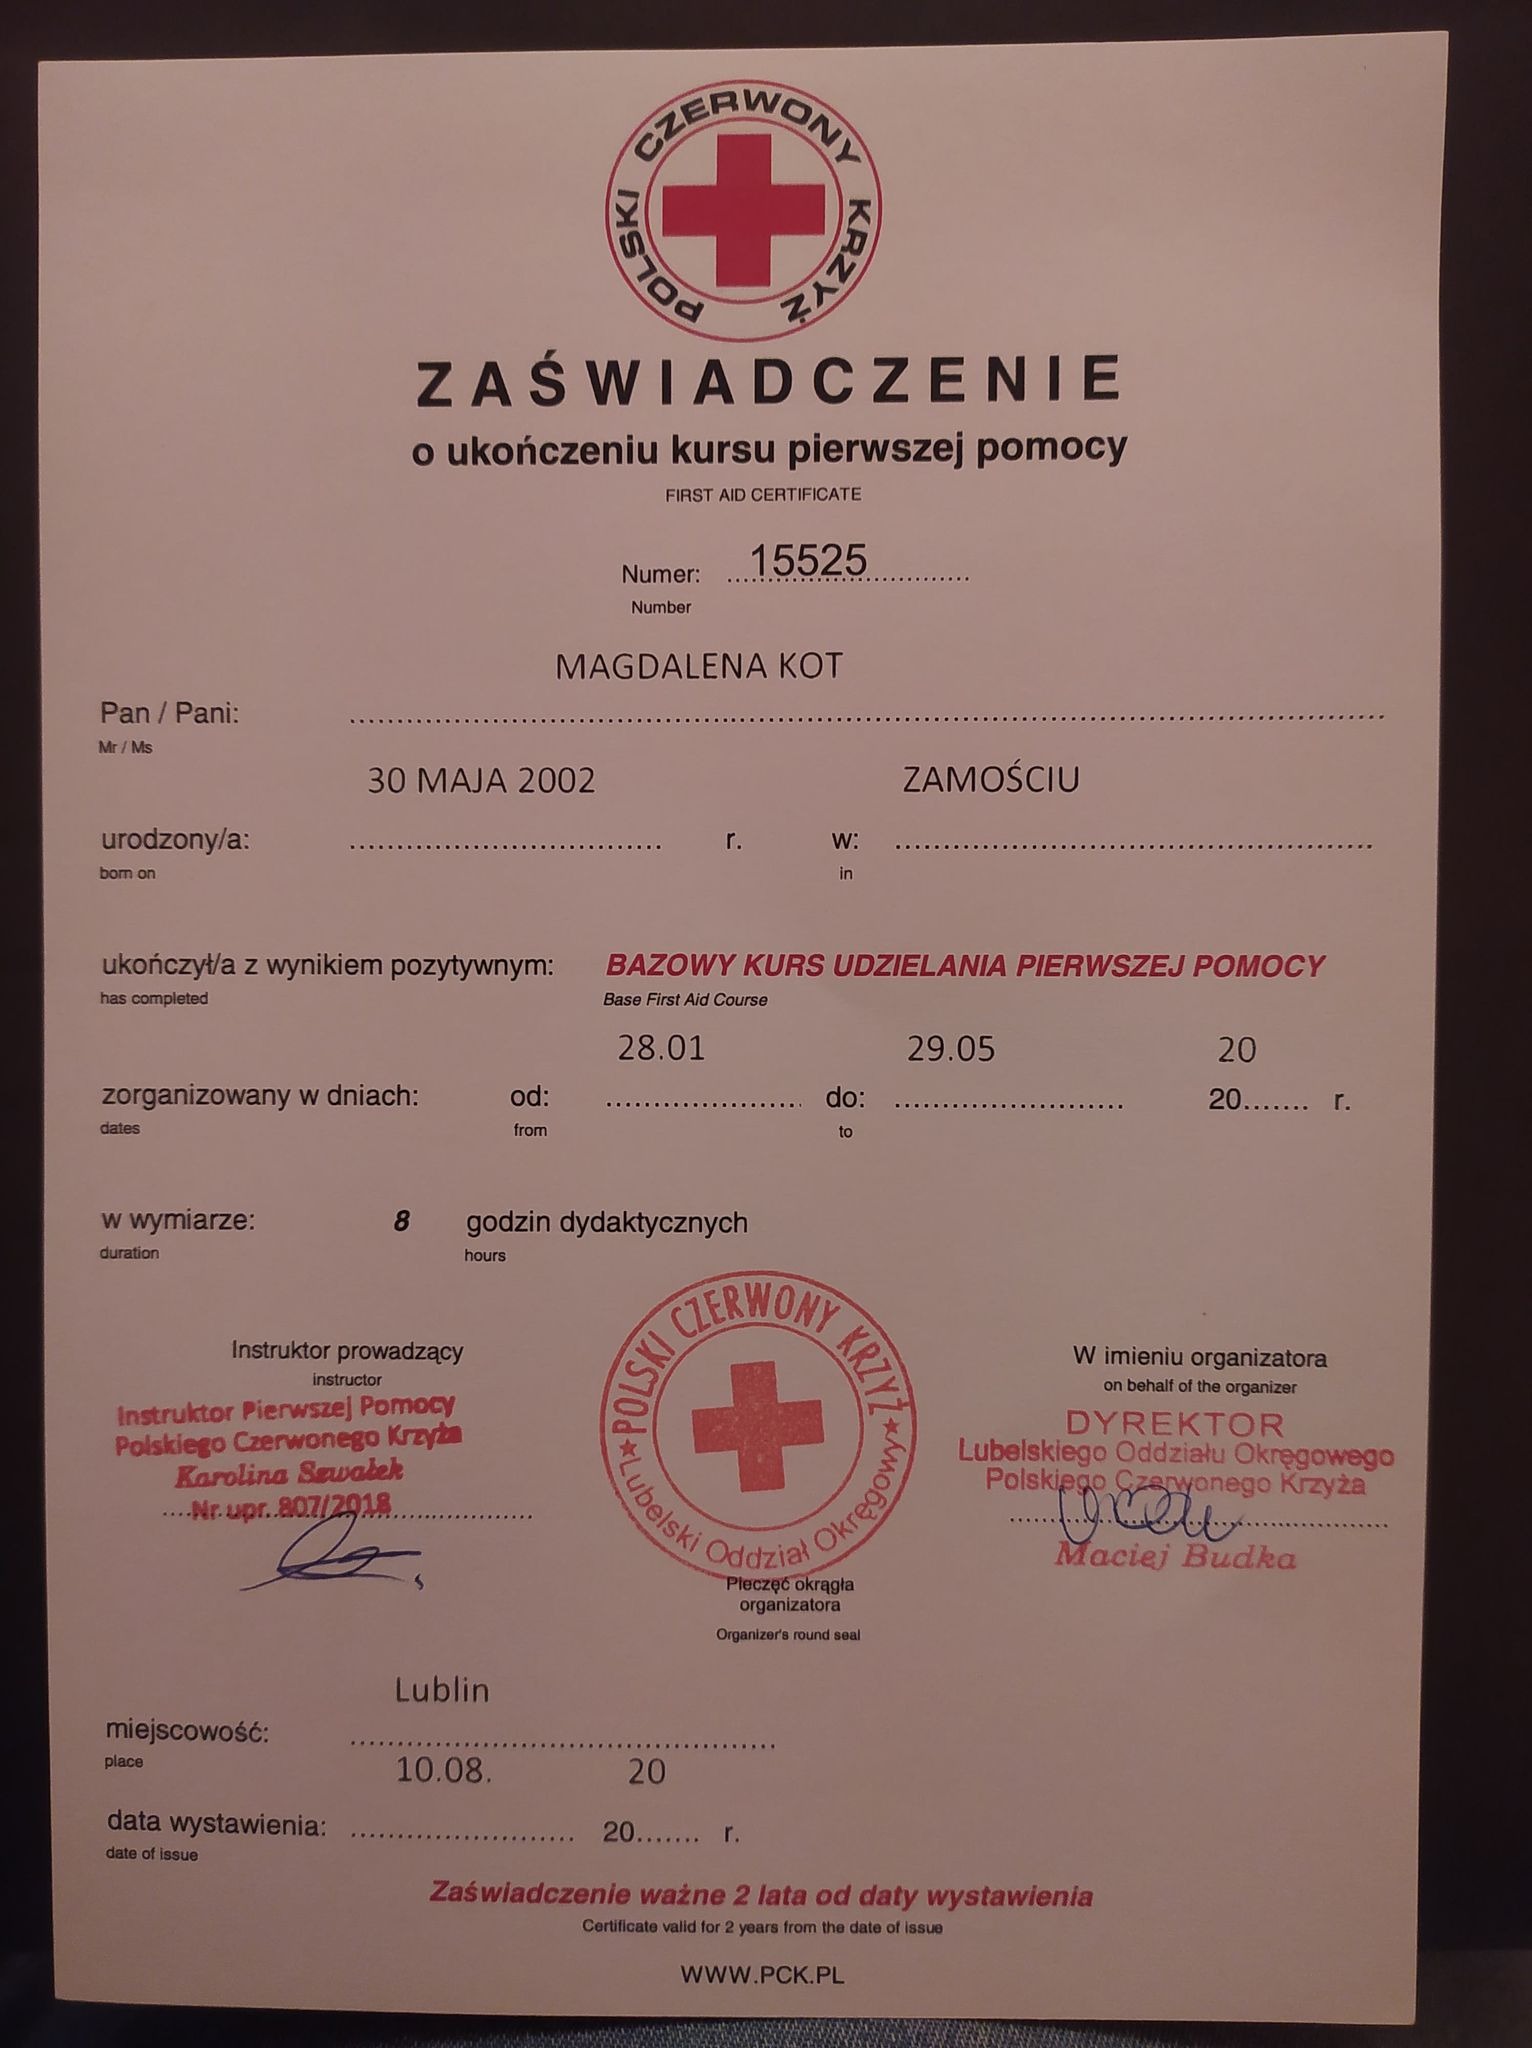 POLSKI CZERWONY KRZYŻ
ZAŚWIADCZENIE
o ukończeniu kursu pierwszej pomocy
FIRST AID CERTIFICATE
Numer: 15525
Number
MAGDALENA KOT
Pan / Pani:
Mr / Ms
30 MAJA 2002 ZAMOŚCIU
urodzony/a: r. w:
born on in
ukończył/a z wynikiem pozytywnym: BAZOWY KURS UDZIELANIA PIERWSZEJ POMOCY
has completed Base First Aid Course
28.01 29.05 20
zorganizowany w dniach: od: do: 20....... r.
dates from to
w wymiarze: 8 godzin dydaktycznych
duration hours
Instruktor prowadzący
instructor
Instruktor Pierwszej Pomocy
Polskiego Czerwonego Krzyża
Karolina Szwałek
Nr upr. 807/2018
POLSKI CZERWONY KRZYŻ
Lubelski Oddział Okręgowy
Pieczęć okrągła
organizatora
Organizer's round seal
W imieniu organizatora
on behalf of the organizer
DYREKTOR
Lubelskiego Oddziału Okręgowego
Polskiego Czerwonego Krzyża
Maciej Budka
Lublin
miejscowość:
place
10.08. 20
data wystawienia: 20....... r.
date of issue
Zaświadczenie ważne 2 lata od daty wystawienia
Certificate valid for 2 years from the date of issue
WWW.PCK.PL